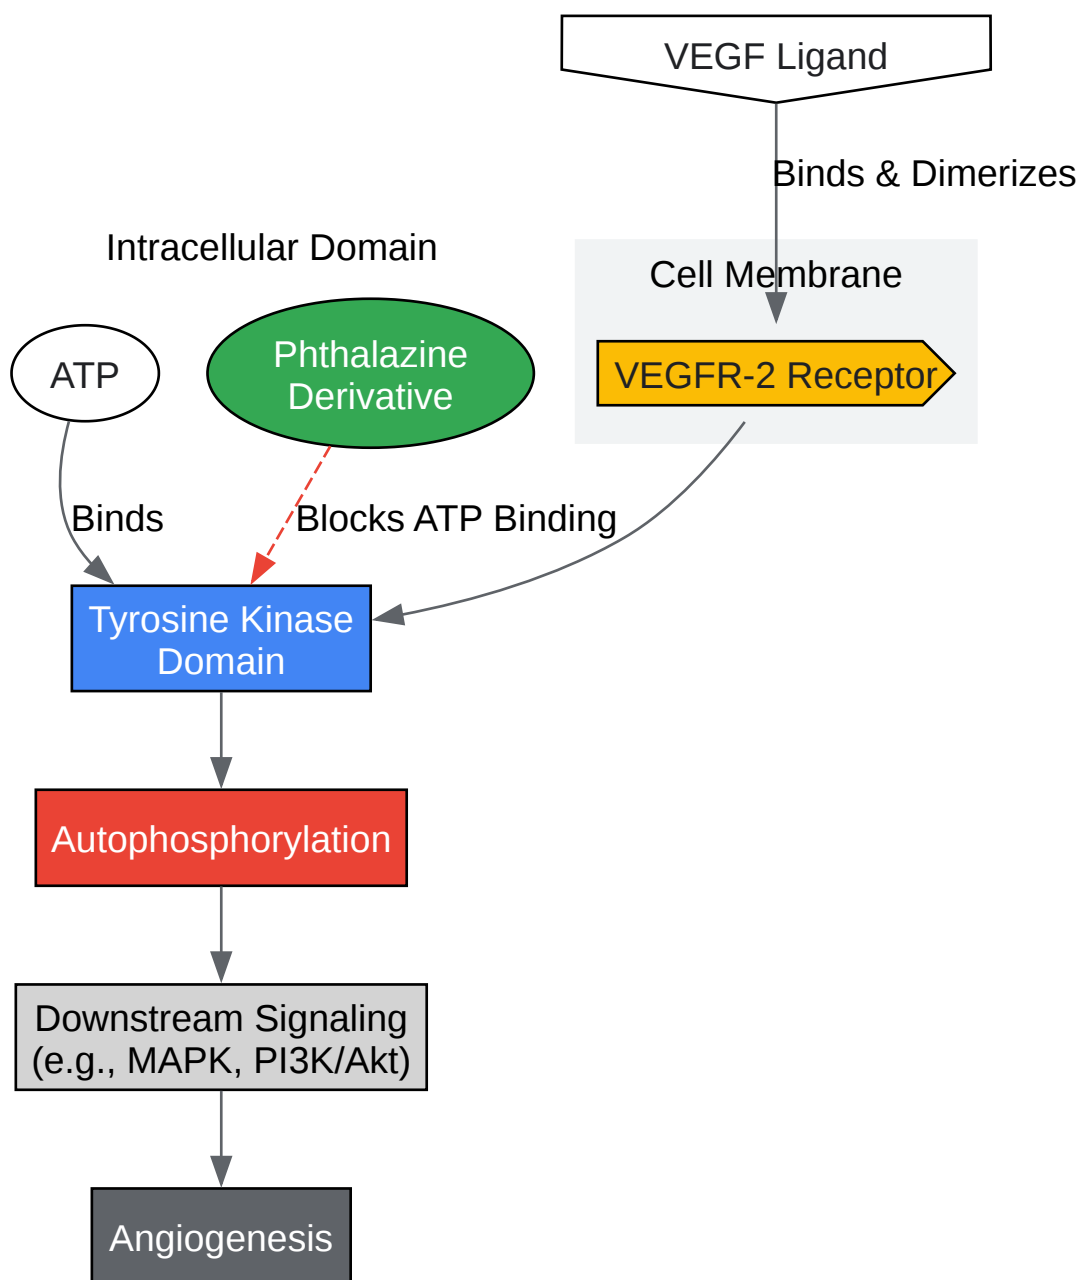 VEGF Ligand
Binds & Dimerizes
Intracellular Domain
Cell Membrane
ATP
Phthalazine
Derivative
VEGFR-2 Receptor
Binds
Blocks ATP Binding
Tyrosine Kinase
Domain
Autophosphorylation
Downstream Signaling
(e.g., MAPK, PI3K/Akt)
Angiogenesis